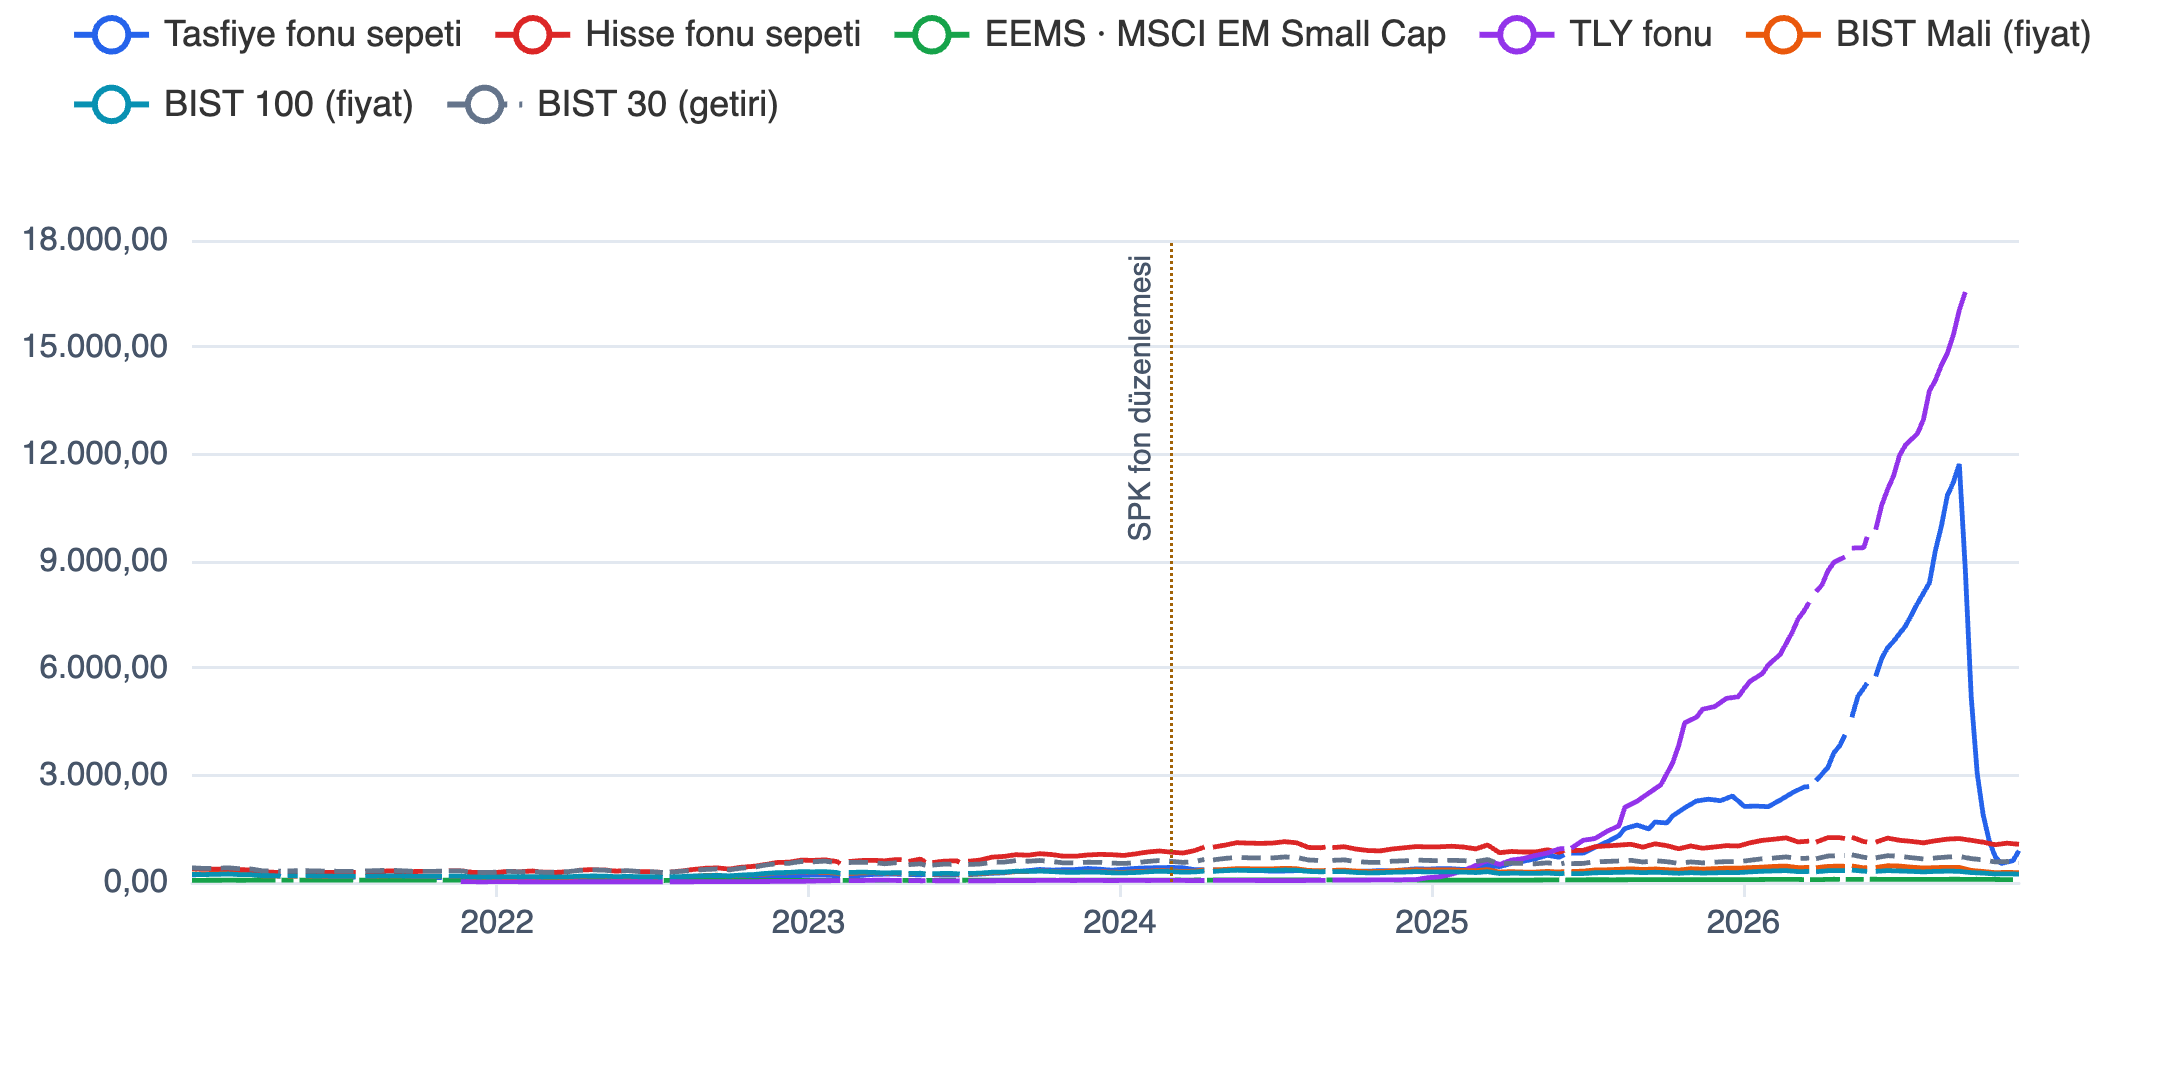 Tasfiye fonu sepeti Hisse fonu sepeti EEMS · MSCI EM Small Cap TLY fonu BIST Mali (fiyat)
BIST 100 (fiyat) BIST 30 (getiri)
18.000,00
15.000,00
12.000,00
9.000,00
6.000,00
3.000,00
0,00
SPK fon düzenlemesi
2022 2023 2024 2025 2026